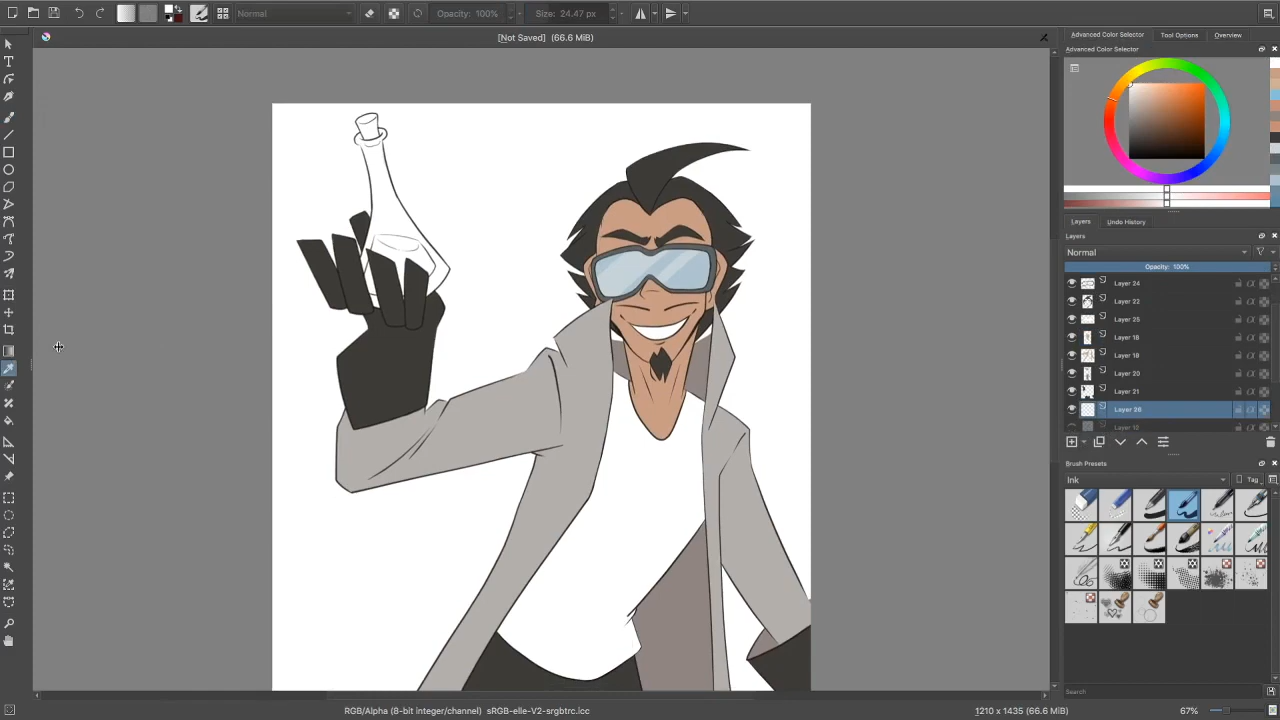 Normal
Opacity: 100%
Size: 24.47 px
[Not Saved] (66.6 MiB)
Advanced Color Selector
Tool Options
Overview
Advanced Color Selector
Layers
Undo History
Layers
Normal
Opacity: 100%
Layer 24
Layer 22
Layer 25
Layer 18
Layer 19
Layer 20
Layer 21
Layer 26
Layer 12
Brush Presets
Ink
Tag
Search
RGB/Alpha (8-bit integer/channel) sRGB-elle-V2-srgbtrc.icc
1210 x 1435 (66.6 MiB)
67%